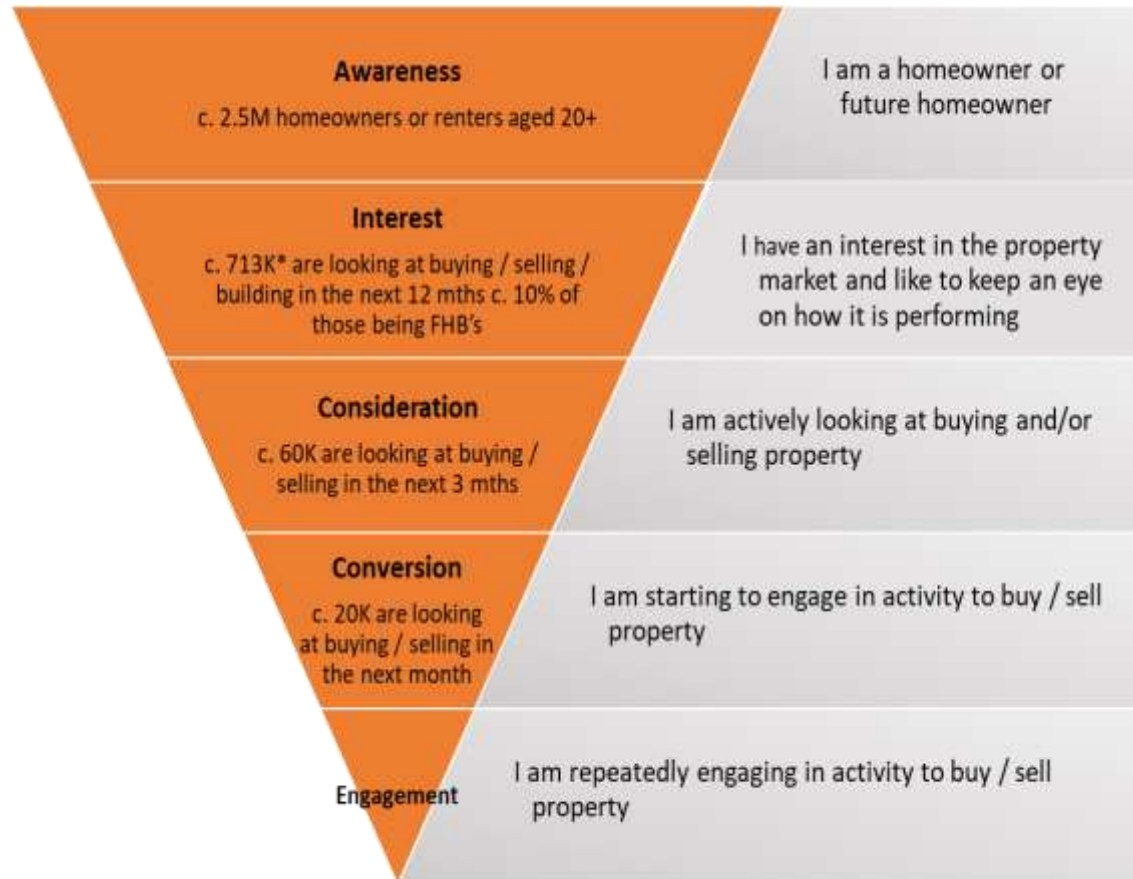 Awareness
c. 2.5M homeowners or renters aged 20+
I am a homeowner or
future homeowner
Interest
c. 713K* are looking at buying / selling /
building in the next 12 mths c. 10% of
those being FHB's
I have an interest in the property
market and like to keep an eye
on how it is performing
Consideration
c. 60K are looking at buying /
selling in the next 3 mths
I am actively looking at buying and/or
selling property
Conversion
c. 20K are looking
at buying / selling in
the next month
I am starting to engage in activity to buy / sell
property
Engagement
I am repeatedly engaging in activity to buy / sell
property